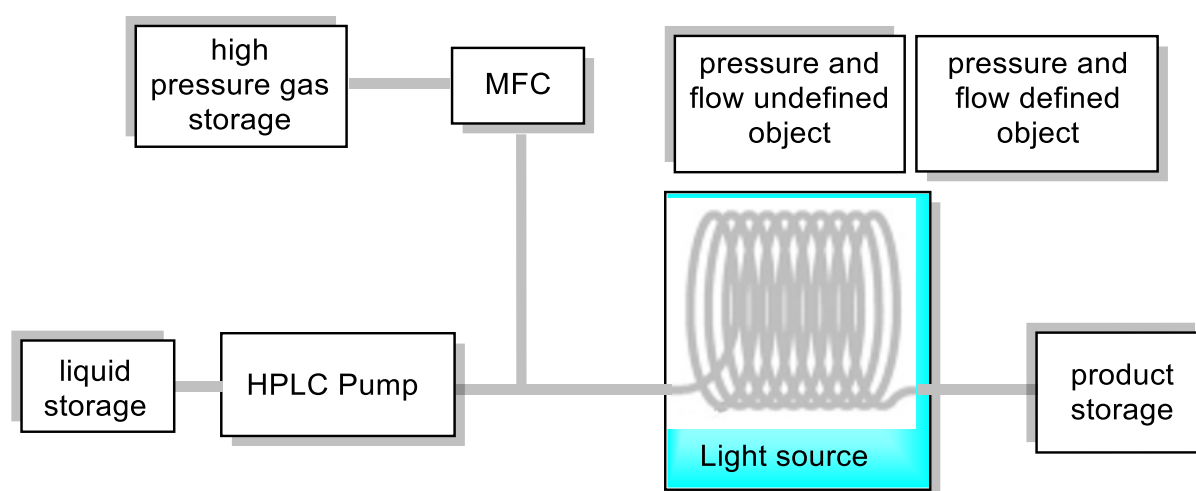 high
pressure gas
storage
MFC
pressure and
flow undefined
object
pressure and
flow defined
object
liquid
storage
HPLC Pump
Light source
product
storage